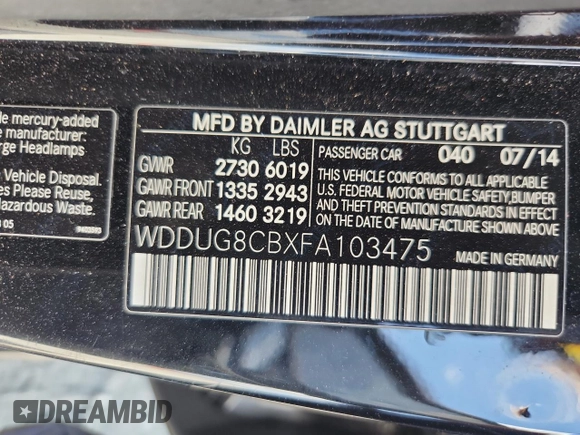 de mercury-added
manufacturer:
rge Headlamps
Vehicle Disposal.
s Please Reuse,
Hazardous Waste.
05
MFD BY DAIMLER AG STUTTGART
KG LBS
PASSENGER CAR 040 07/14
GVWR 2730 6019
GAWR FRONT 1335 2943
GAWR REAR 1460 3219
THIS VEHICLE CONFORMS TO ALL APPLICABLE
U.S. FEDERAL MOTOR VEHICLE SAFETY, BUMPER
AND THEFT PREVENTION STANDARDS IN EFFECT
ON THE DATE OF MANUFACTURE SHOWN ABOVE
WDDUG8CBXFA103475
MADE IN GERMANY
DREAMBID